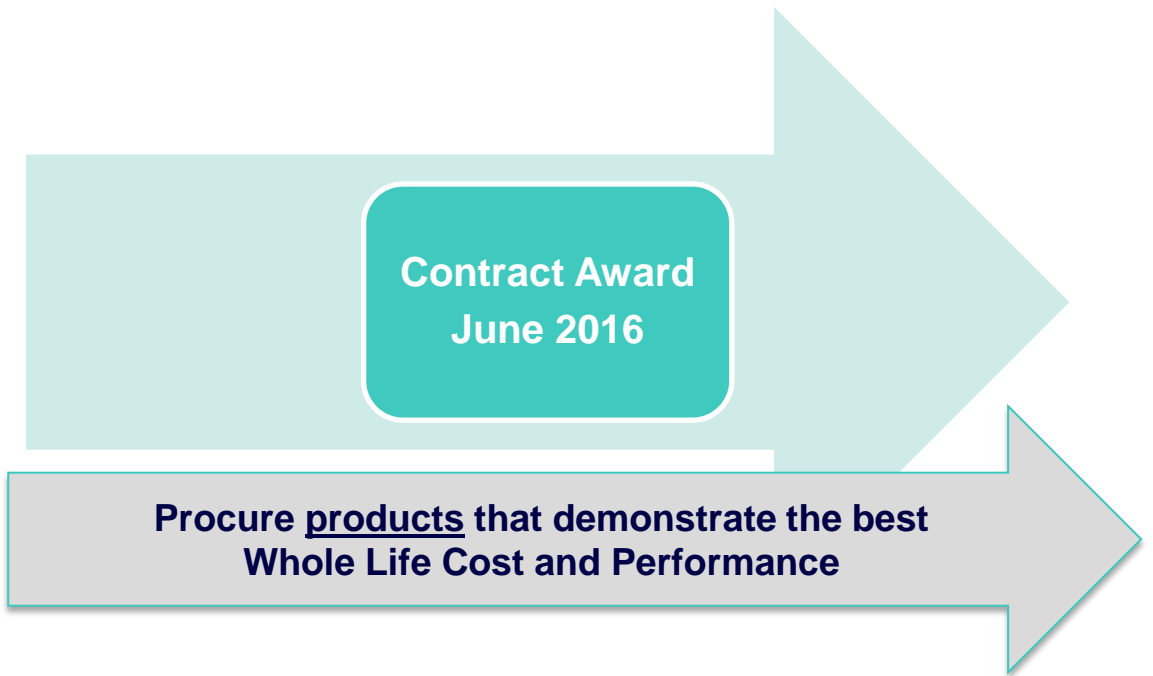 Contract Award
June 2016
Procure products that demonstrate the best
Whole Life Cost and Performance